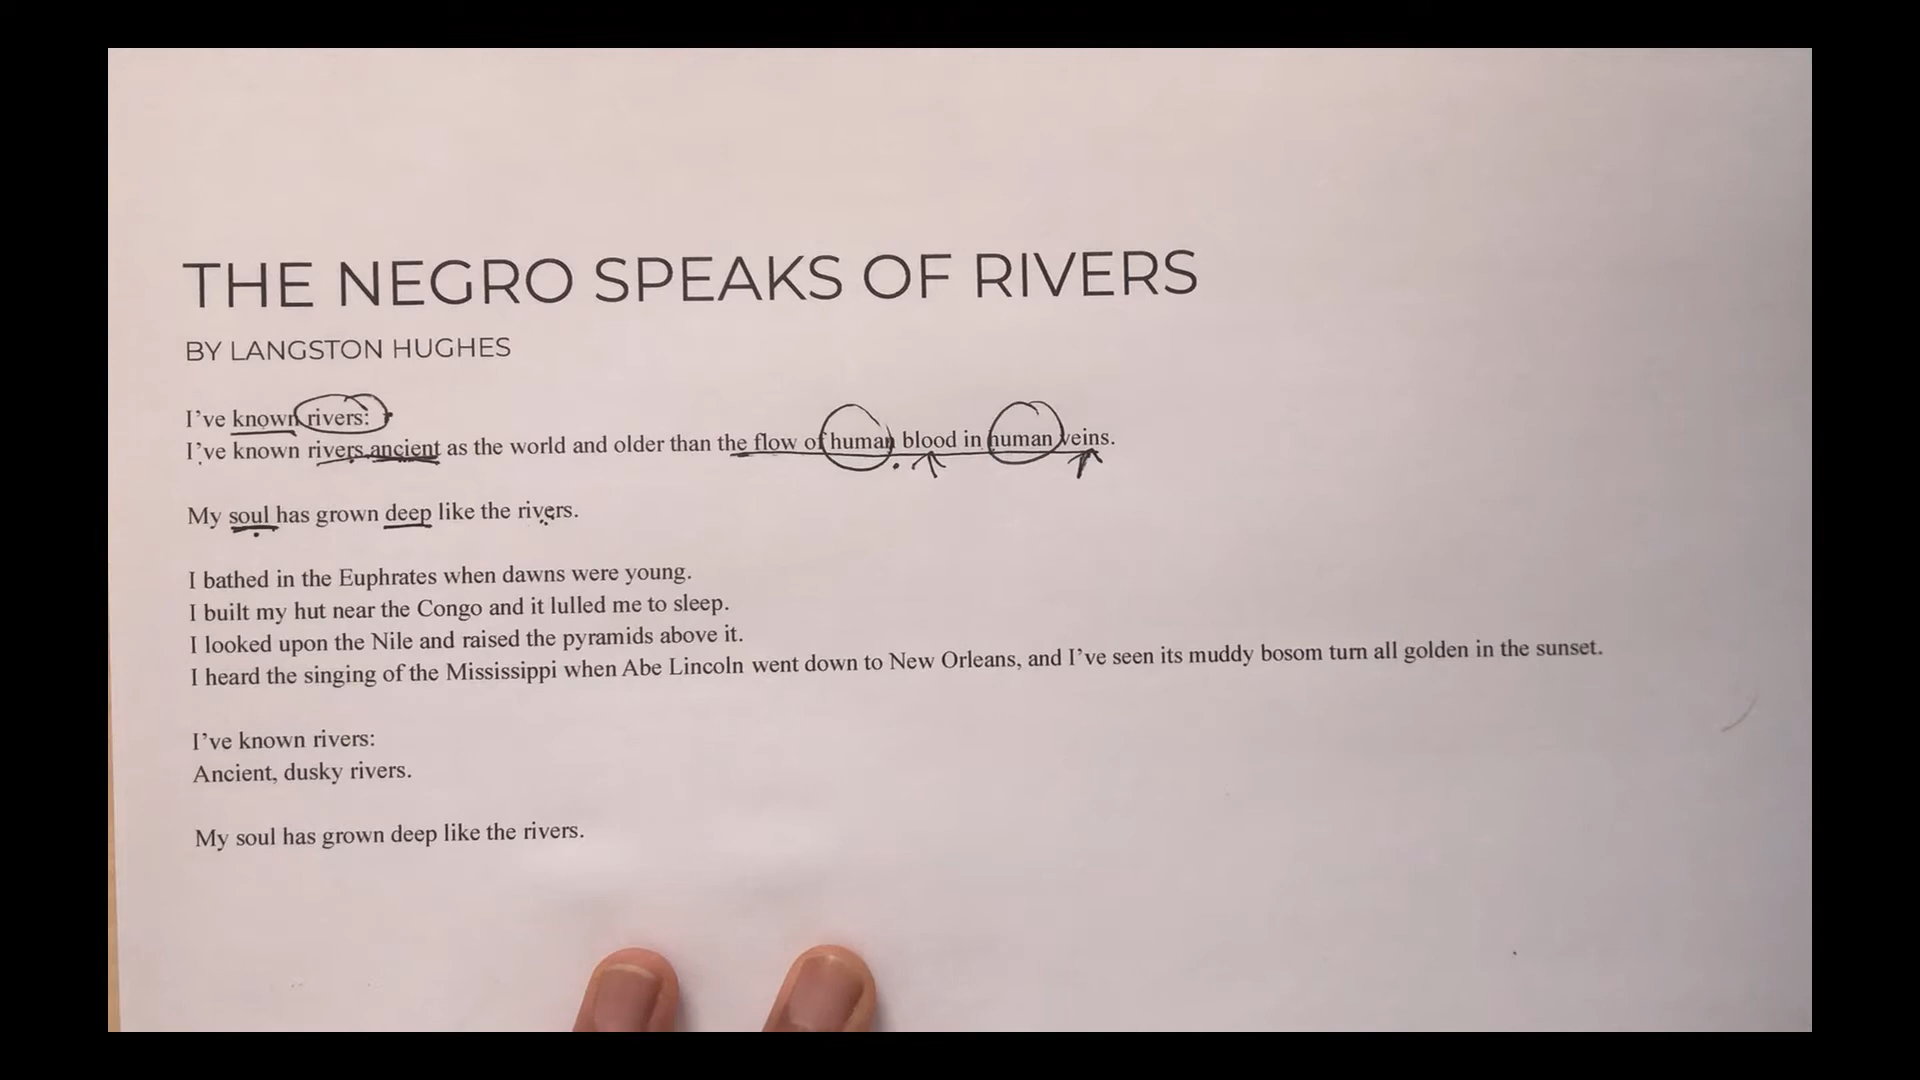 THE NEGRO SPEAKS OF RIVERS
BY LANGSTON HUGHES
I’ve known rivers:
I’ve known rivers ancient as the world and older than the flow of human blood in human veins.
My soul has grown deep like the rivers.
I bathed in the Euphrates when dawns were young.
I built my hut near the Congo and it lulled me to sleep.
I looked upon the Nile and raised the pyramids above it.
I heard the singing of the Mississippi when Abe Lincoln went down to New Orleans, and I’ve seen its muddy bosom turn all golden in the sunset.
I’ve known rivers:
Ancient, dusky rivers.
My soul has grown deep like the rivers.